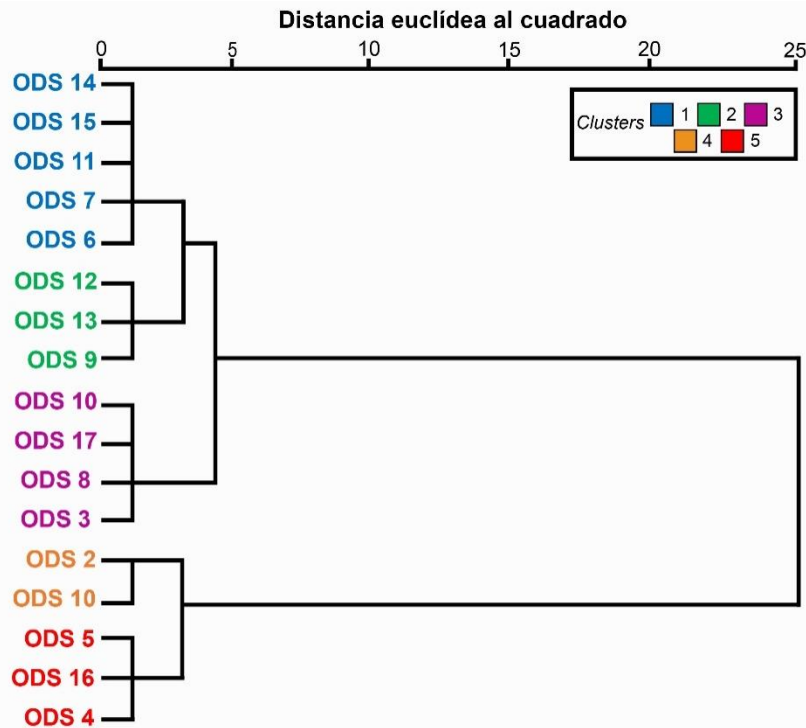 Distancia euclídea al cuadrado
0 5 10 15 20 25
ODS 14
Clusters 1 2 3
4 5
ODS 15
ODS 11
ODS 7
ODS 6
ODS 12
ODS 13
ODS 9
ODS 10
ODS 17
ODS 8
ODS 3
ODS 2
ODS 10
ODS 5
ODS 16
ODS 4